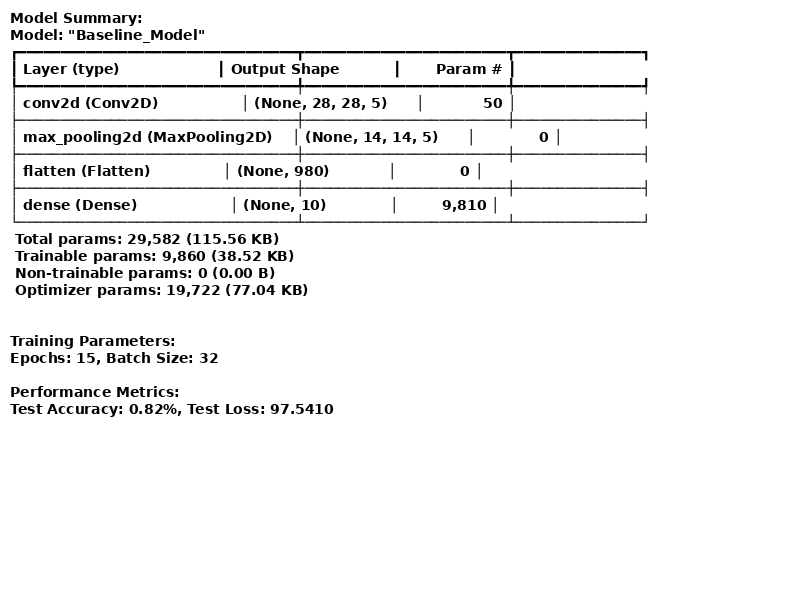 Model Summary:
Model: "Baseline_Model"
Layer (type) Output Shape Param #
conv2d (Conv2D) (None, 28, 28, 5) 50
max_pooling2d (MaxPooling2D) (None, 14, 14, 5) 0
flatten (Flatten) (None, 980) 0
dense (Dense) (None, 10) 9,810
Total params: 29,582 (115.56 KB)
Trainable params: 9,860 (38.52 KB)
Non-trainable params: 0 (0.00 B)
Optimizer params: 19,722 (77.04 KB)
Training Parameters:
Epochs: 15, Batch Size: 32
Performance Metrics:
Test Accuracy: 0.82%, Test Loss: 97.5410